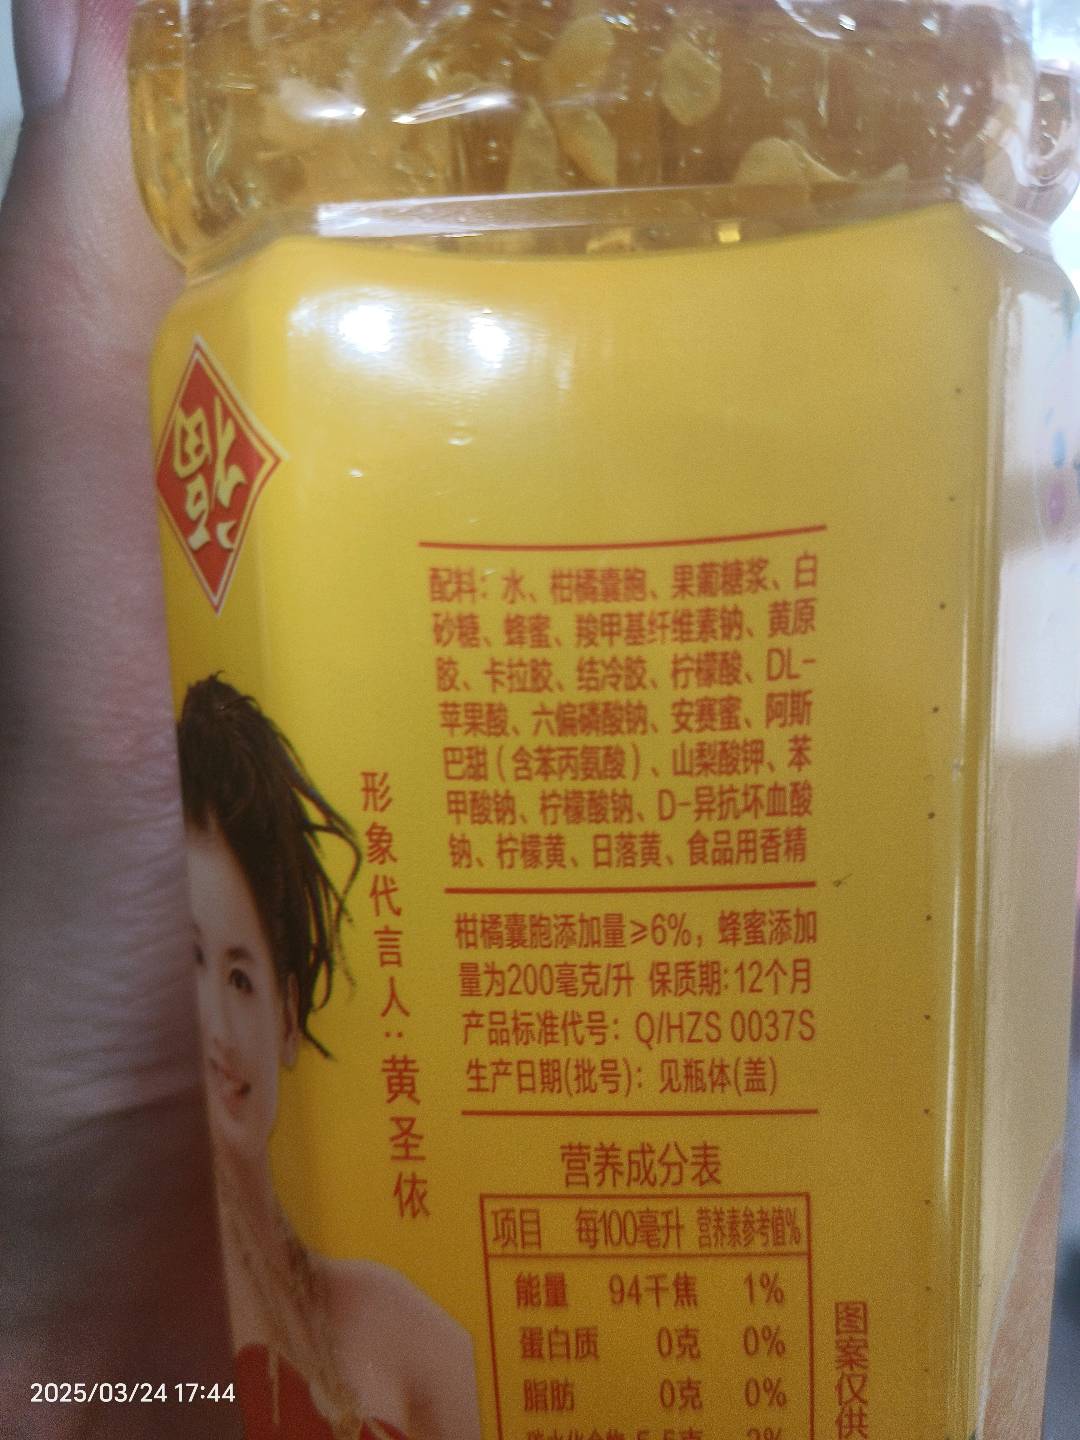 福
配料：水、柑橘囊胞、果葡糖浆、白
砂糖、蜂蜜、羧甲基纤维素钠、黄原
胶、卡拉胶、结冷胶、柠檬酸、DL-
苹果酸、六偏磷酸钠、安赛蜜、阿斯
巴甜（含苯丙氨酸）、山梨酸钾、苯
甲酸钠、柠檬酸钠、D-异抗坏血酸
钠、柠檬黄、日落黄、食品用香精
形象代言人：黄圣依
柑橘囊胞添加量≥6%，蜂蜜添加
量为200毫克/升 保质期：12个月
产品标准代号：Q/HZS 0037S
生产日期(批号)：见瓶体(盖)
营养成分表
项目 每100毫升 营养素参考值%
能量 94千焦 1%
蛋白质 0克 0%
脂肪 0克 0%
碳水化合物 5.5克 2%
图案仅供
2025/03/24 17:44